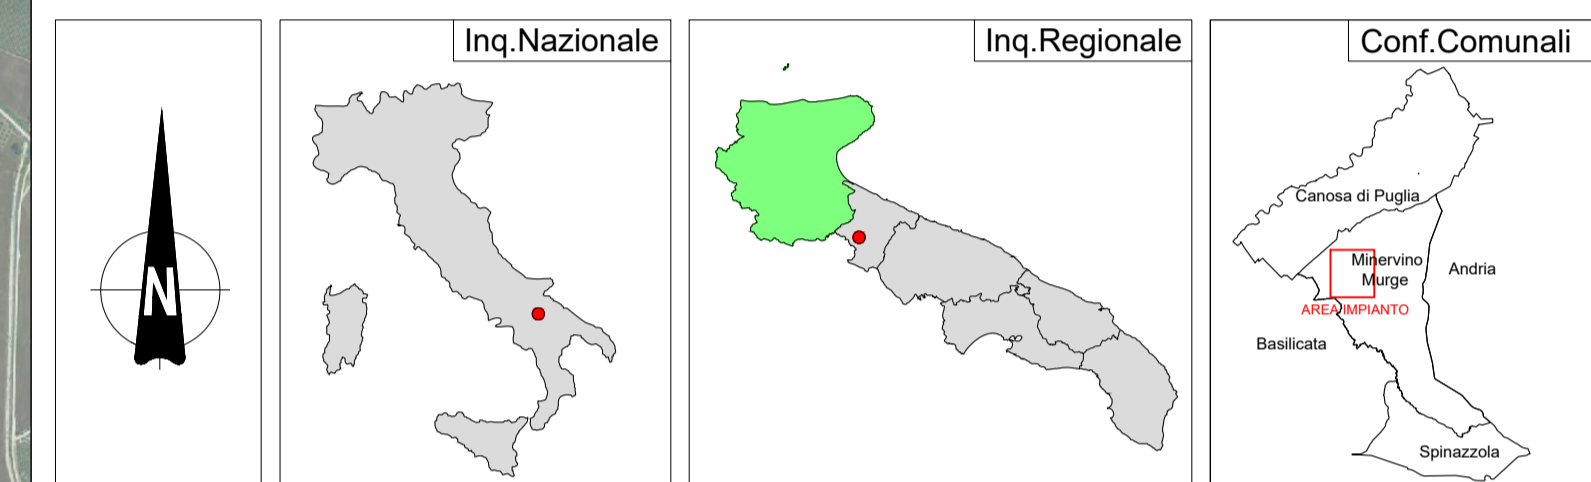 N
Inq.Nazionale
Inq.Regionale
Conf.Comunali
Canosa di Puglia
Minervino
Murge
Andria
AREA IMPIANTO
Basilicata
Spinazzola